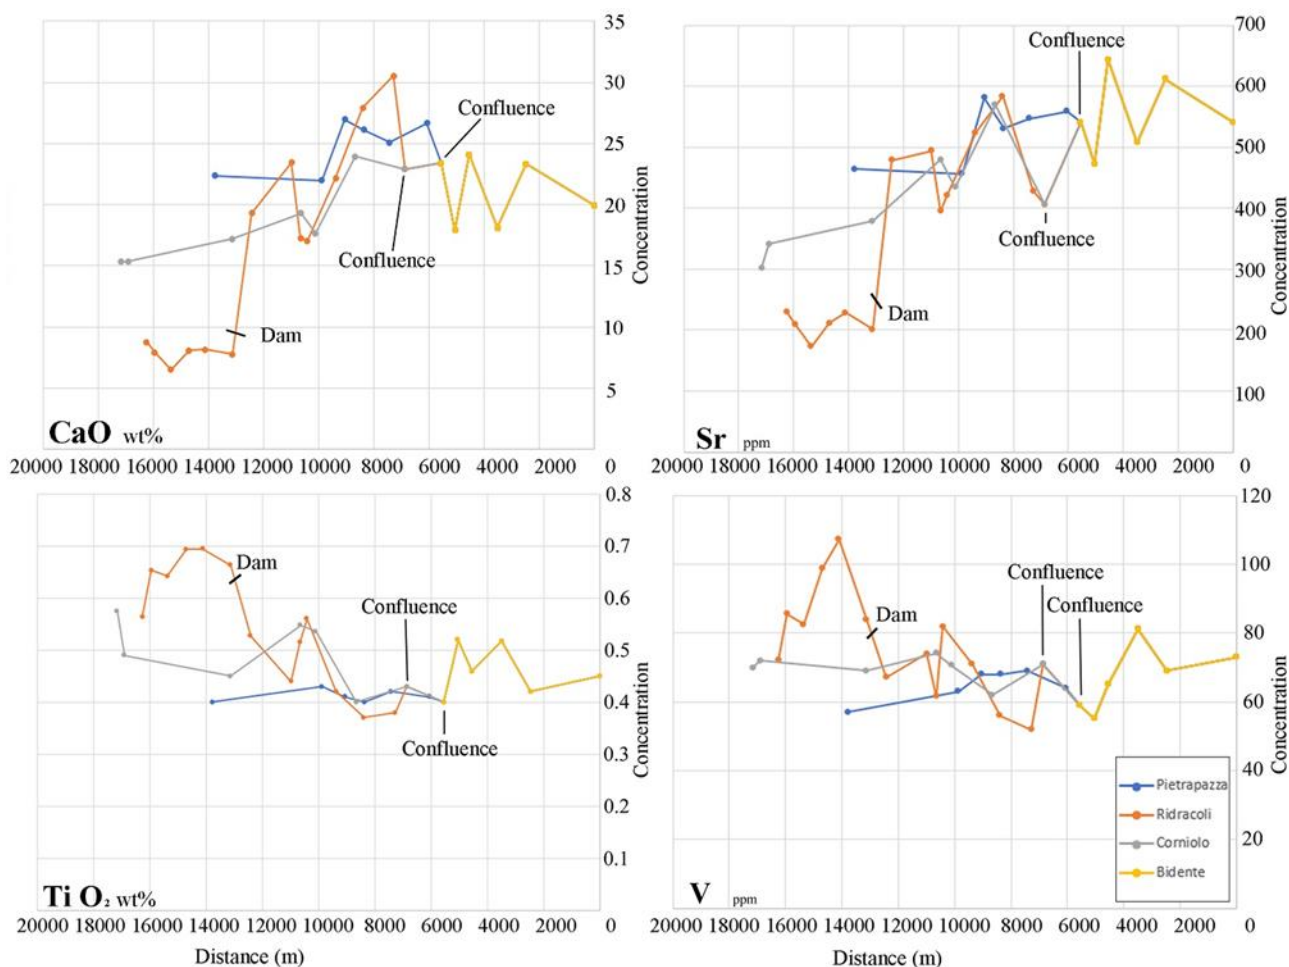 35
30
25
20
15
10
5
Concentration
Confluence
Confluence
Dam
CaO wt%
20000 18000 16000 14000 12000 10000 8000 6000 4000 2000 0
700
600
500
400
300
200
100
Concentration
Confluence
Confluence
Dam
Sr ppm
20000 18000 16000 14000 12000 10000 8000 6000 4000 2000 0
0.8
0.7
0.6
0.5
0.4
0.3
0.2
0.1
Concentration
Dam
Confluence
Confluence
Ti O₂ wt%
20000 18000 16000 14000 12000 10000 8000 6000 4000 2000 0
Distance (m)
120
100
80
60
40
20
Concentration
Confluence
Confluence
Dam
Pietrapazza
Ridracoli
Corniolo
Bidente
V ppm
20000 18000 16000 14000 12000 10000 8000 6000 4000 2000 0
Distance (m)